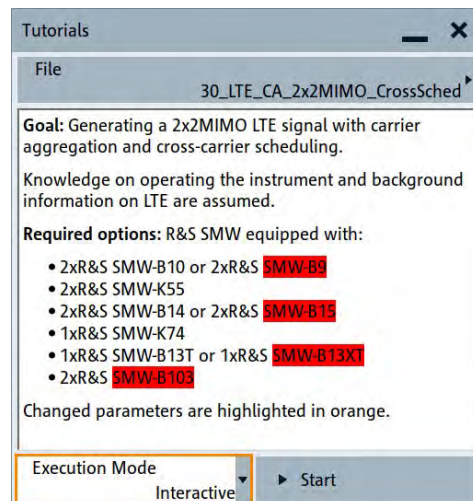 Tutorials
File
30_LTE_CA_2x2MIMO_CrossSched
Goal: Generating a 2x2MIMO LTE signal with carrier
aggregation and cross-carrier scheduling.
Knowledge on operating the instrument and background
information on LTE are assumed.
Required options: R&S SMW equipped with:
• 2xR&S SMW-B10 or 2xR&S SMW-B9
• 2xR&S SMW-K55
• 2xR&S SMW-B14 or 2xR&S SMW-B15
• 1xR&S SMW-K74
• 1xR&S SMW-B13T or 1xR&S SMW-B13XT
• 2xR&S SMW-B103
Changed parameters are highlighted in orange.
Execution Mode
Interactive
Start